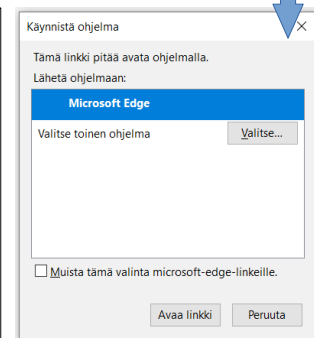 Käynnistä ohjelma
Tämä linkki pitää avata ohjelmalla.
Lähetä ohjelmaan:
Microsoft Edge
Valitse toinen ohjelma Valitse...
Muista tämä valinta microsoft-edge-linkeille.
Avaa linkki Peruuta